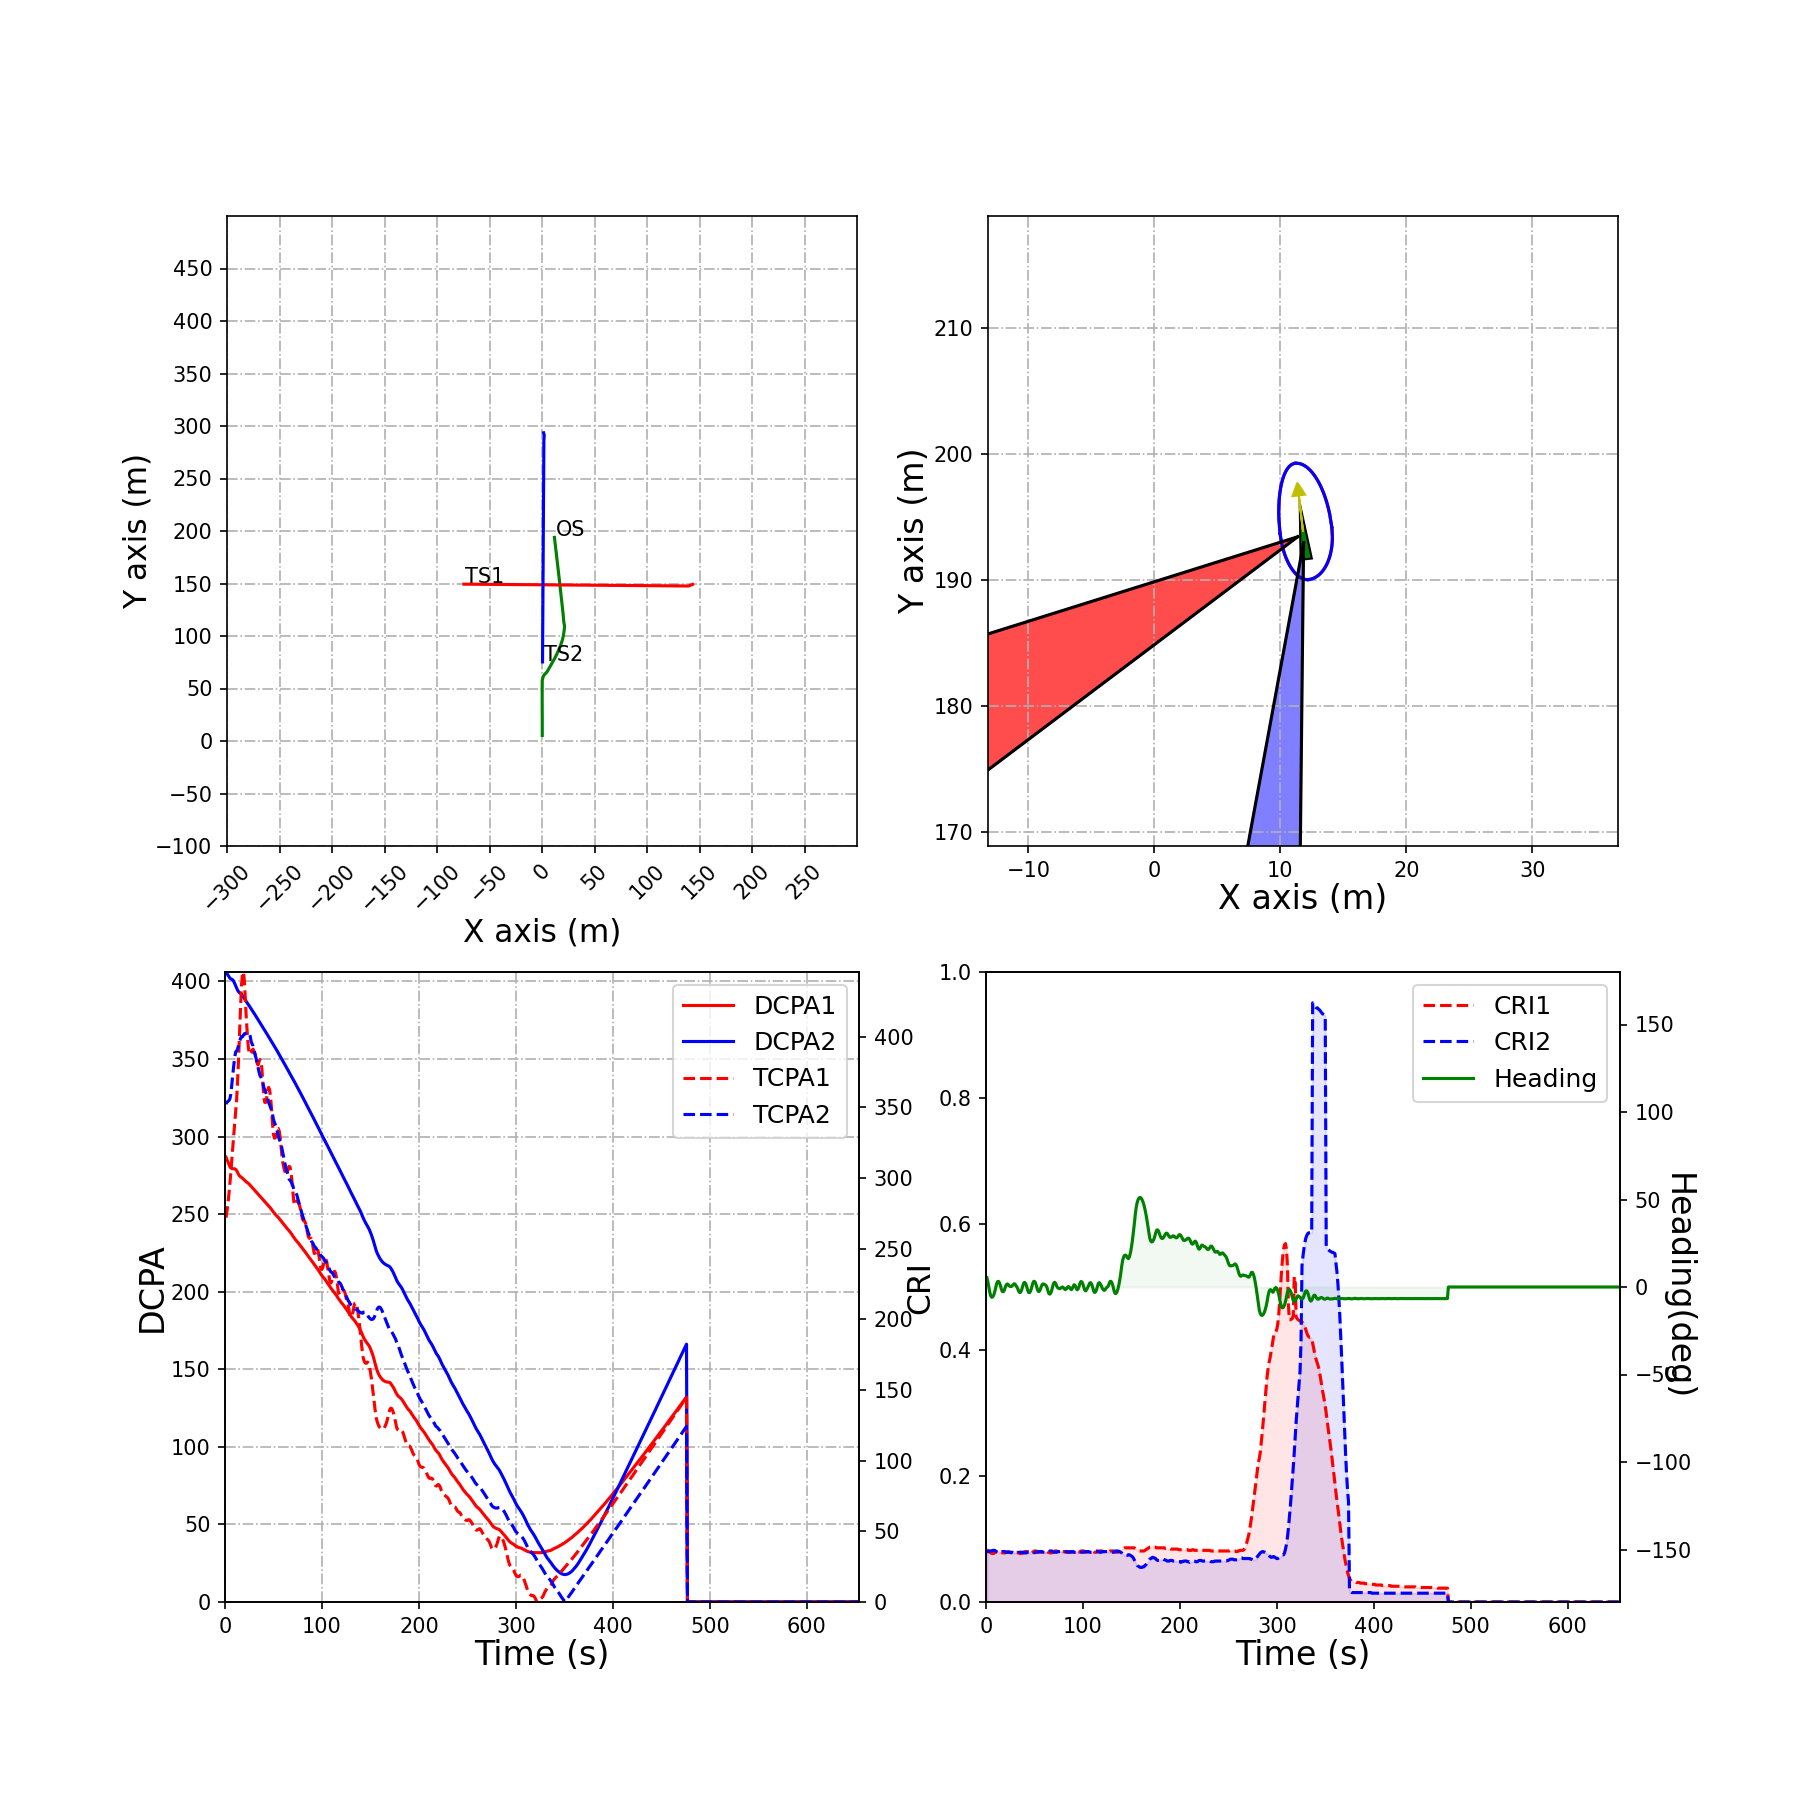 450
400
350
300
250
200
150
100
50
0
−50
−100
Y axis (m)
OS
TS1
TS2
−300 −250 −200 −150 −100 −50 0 50 100 150 200 250
X axis (m)
210
200
190
180
170
Y axis (m)
−10 0 10 20 30
X axis (m)
400
350
300
250
200
150
100
50
0
DCPA
DCPA1
DCPA2
TCPA1
TCPA2
400
350
300
250
200
150
100
50
0
0 100 200 300 400 500 600
Time (s)
1.0
0.8
0.6
0.4
0.2
0.0
CRI
CRI1
CRI2
Heading
150
100
50
0
−50
−100
−150
Heading(deg)
0 100 200 300 400 500 600
Time (s)